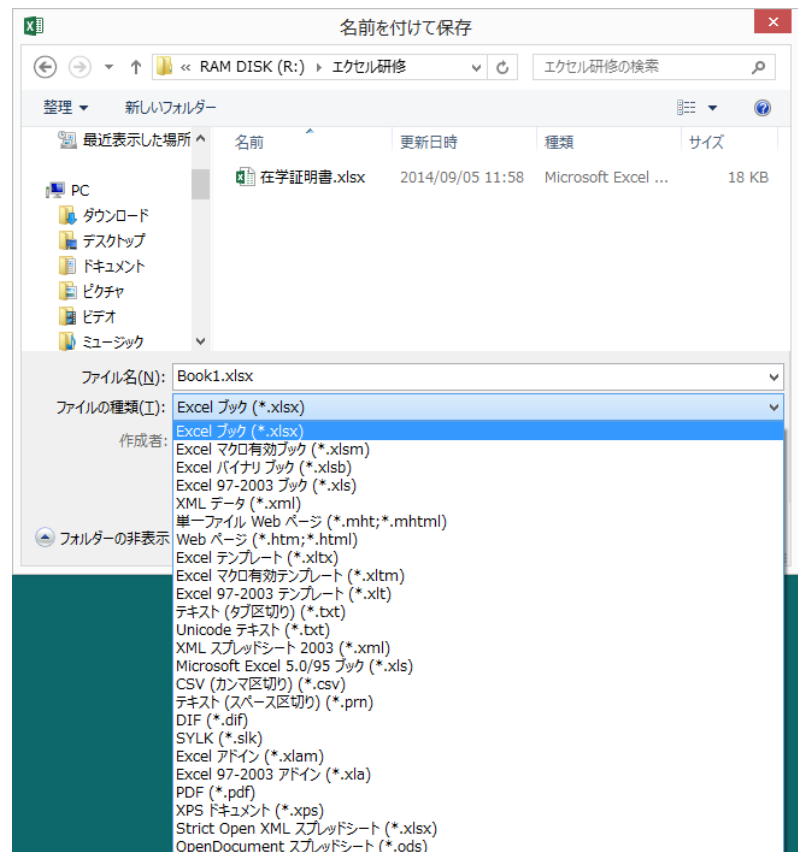 名前を付けて保存
« RAM DISK (R:) エクセル研修 エクセル研修の検索
整理 新しいフォルダー
最近表示した場所 名前 更新日時 種類 サイズ
在学証明書.xlsx 2014/09/05 11:58 Microsoft Excel ... 18 KB
PC
ダウンロード
デスクトップ
ドキュメント
ピクチャ
ビデオ
ミュージック
ファイル名(N): Book1.xlsx
ファイルの種類(T): Excel ブック (*.xlsx)
作成者:
フォルダーの非表示
Excel ブック (*.xlsx)
Excel マクロ有効ブック (*.xlsm)
Excel バイナリ ブック (*.xlsb)
Excel 97-2003 ブック (*.xls)
XML データ (*.xml)
単一ファイル Web ページ (*.mht;*.mhtml)
Web ページ (*.htm;*.html)
Excel テンプレート (*.xltx)
Excel マクロ有効テンプレート (*.xltm)
Excel 97-2003 テンプレート (*.xlt)
テキスト (タブ区切り) (*.txt)
Unicode テキスト (*.txt)
XML スプレッドシート 2003 (*.xml)
Microsoft Excel 5.0/95 ブック (*.xls)
CSV (カンマ区切り) (*.csv)
テキスト (スペース区切り) (*.prn)
DIF (*.dif)
SYLK (*.slk)
Excel アドイン (*.xlam)
Excel 97-2003 アドイン (*.xla)
PDF (*.pdf)
XPS ドキュメント (*.xps)
Strict Open XML スプレッドシート (*.xlsx)
OpenDocument スプレッドシート (*.ods)